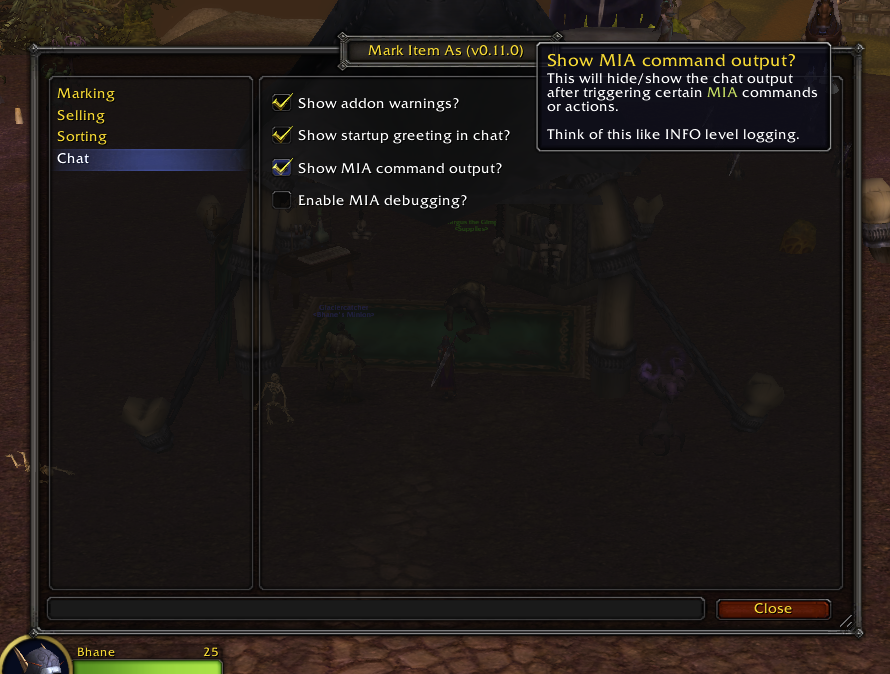 Mark Item As (v0.11.0)
Show MIA command output?
This will hide/show the chat output
after triggering certain MIA commands
or actions.
Think of this like INFO level logging.
Marking
Selling
Sorting
Chat
Show addon warnings?
Show startup greeting in chat?
Show MIA command output?
Enable MIA debugging?
Close
Bhane 25